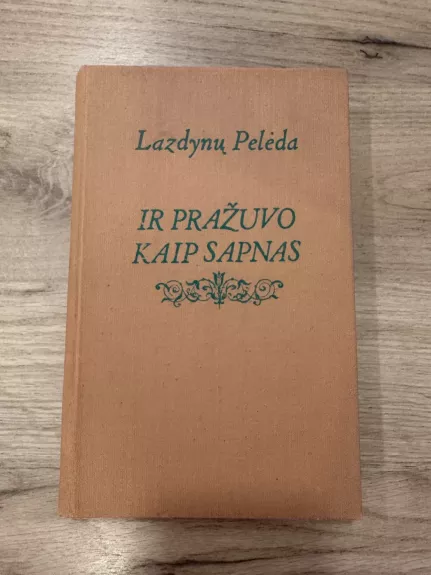 Lazdynų Pelėda
IR PRAŽUVO
KAIP SAPNAS